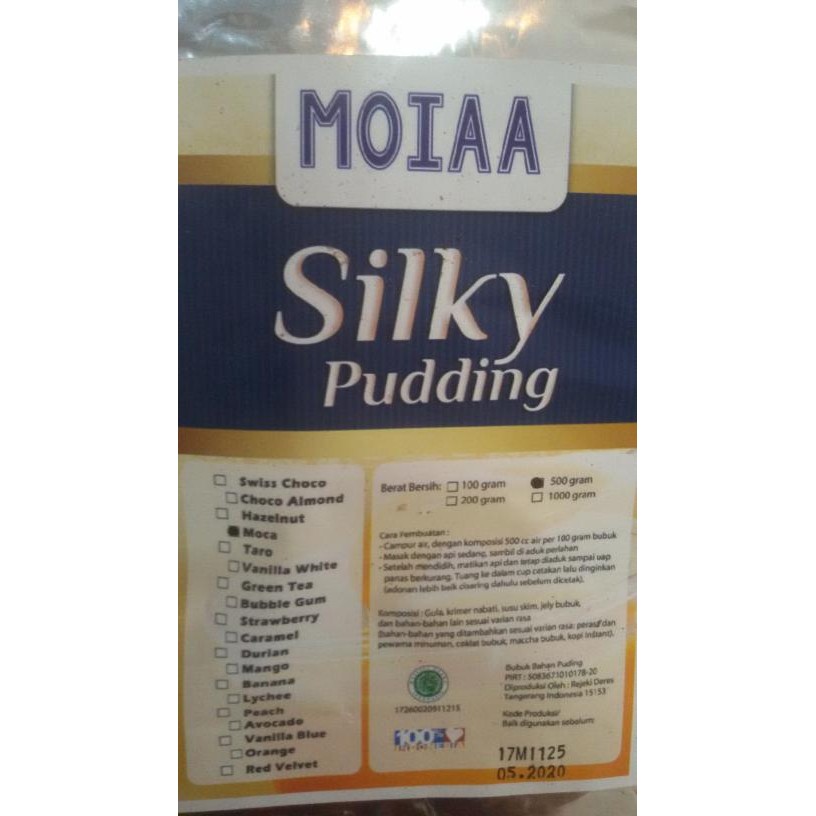 MOIAA
Silky
Pudding
Swiss Choco
Choco Almond
Hazelnut
Moca
Taro
Vanilla White
Green Tea
Bubble Gum
Strawberry
Caramel
Durian
Mango
Banana
Lychee
Peach
Avocado
Vanilla Blue
Orange
Red Velvet
Berat Bersih: 100 gram 500 gram
200 gram 1000 gram
Cara Pembuatan :
- Campur air, dengan komposisi 500 cc air per 100 gram bubuk
- Masak dengan api sedang, sambil di aduk perlahan
- Setelah mendidih, matikan api dan tetap diaduk sampai uap
panas berkurang. Tuang ke dalam cup cetakan lalu dinginkan
(adonan lebih baik disaring dahulu sebelum dicetak).
Komposisi : Gula, krimer nabati, susu skim, jely bubuk,
dan bahan-bahan lain sesuai varian rasa
(bahan-bahan yang ditambahkan sesuai varian rasa: perasa dan
pewarna minuman, coklat bubuk, maccha bubuk, kopi instant).
17260020911215
100%
Bubuk Bahan Puding
PIRT : 5083671010178-20
Diproduksi Oleh : Rejeki Deres
Tangerang Indonesia 15153
Kode Produksi/
Baik digunakan sebelum:
17M1125
05.2020